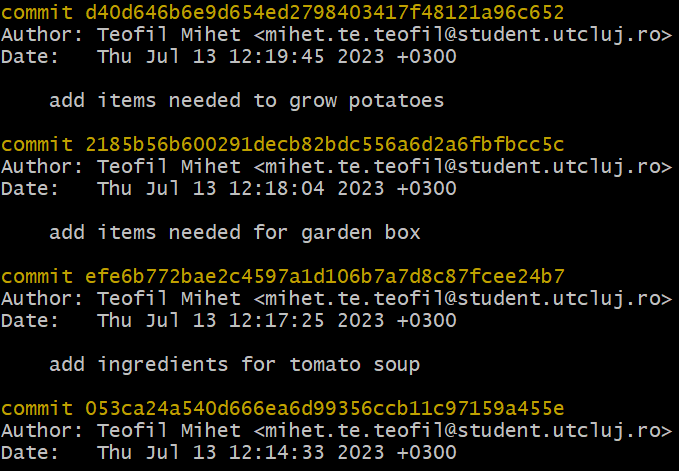 commit d40d646b6e9d654ed2798403417f48121a96c652
Author: Teofil Mihet <mihet.te.teofil@student.utcluj.ro>
Date:   Thu Jul 13 12:19:45 2023 +0300
add items needed to grow potatoes
commit 2185b56b600291decb82bdc556a6d2a6fbfbcc5c
Author: Teofil Mihet <mihet.te.teofil@student.utcluj.ro>
Date:   Thu Jul 13 12:18:04 2023 +0300
add items needed for garden box
commit efe6b772bae2c4597a1d106b7a7d8c87fcee24b7
Author: Teofil Mihet <mihet.te.teofil@student.utcluj.ro>
Date:   Thu Jul 13 12:17:25 2023 +0300
add ingredients for tomato soup
commit 053ca24a540d666ea6d99356ccb11c97159a455e
Author: Teofil Mihet <mihet.te.teofil@student.utcluj.ro>
Date:   Thu Jul 13 12:14:33 2023 +0300